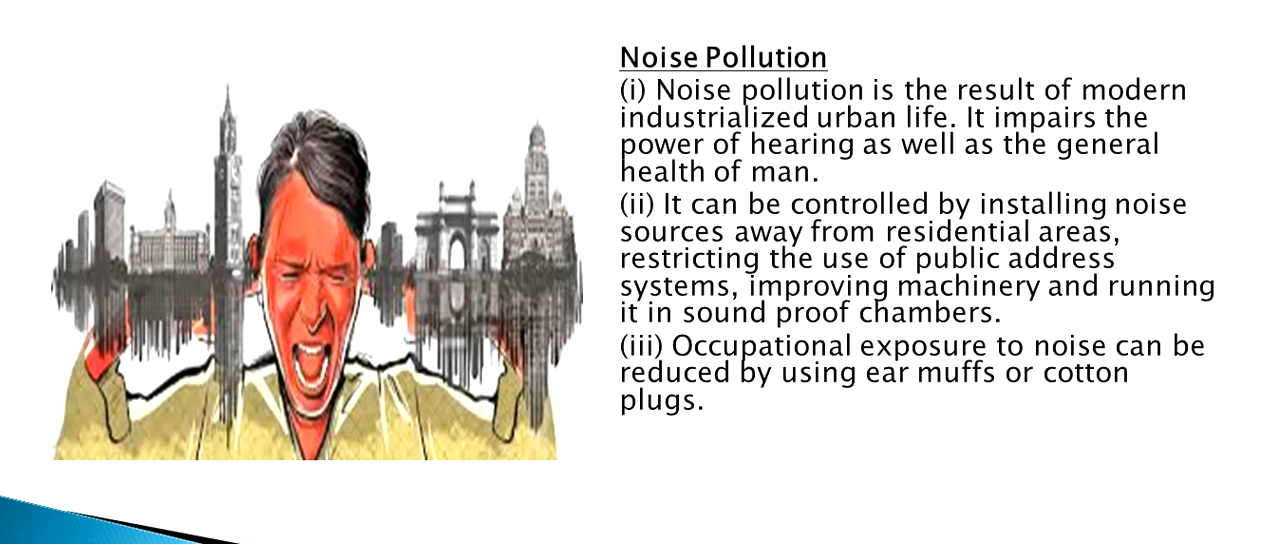 Noise Pollution
(i) Noise pollution is the result of modern
industrialized urban life. It impairs the
power of hearing as well as the general
health of man.
(ii) It can be controlled by installing noise
sources away from residential areas,
restricting the use of public address
systems, improving machinery and running
it in sound proof chambers.
(iii) Occupational exposure to noise can be
reduced by using ear muffs or cotton
plugs.